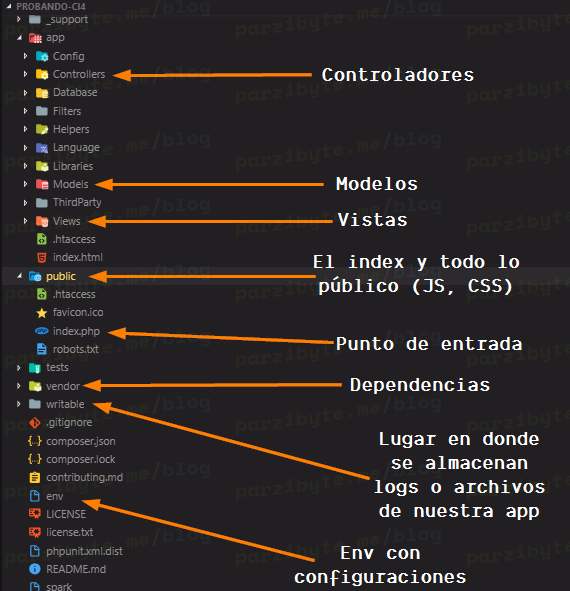 PROBANDO-CI4
_support
app
Config
Controllers
Controladores
Database
Filters
Helpers
Language
Libraries
Models
Modelos
ThirdParty
Views
Vistas
.htaccess
index.html
public
El index y todo lo
público (JS, CSS)
.htaccess
favicon.ico
index.php
Punto de entrada
robots.txt
tests
vendor
Dependencias
writable
Lugar en donde
se almacenan
logs o archivos
de nuestra app
.gitignore
composer.json
composer.lock
contributing.md
env
Env con
configuraciones
LICENSE
license.txt
phpunit.xml.dist
README.md
spark
parzibyte.me/blog